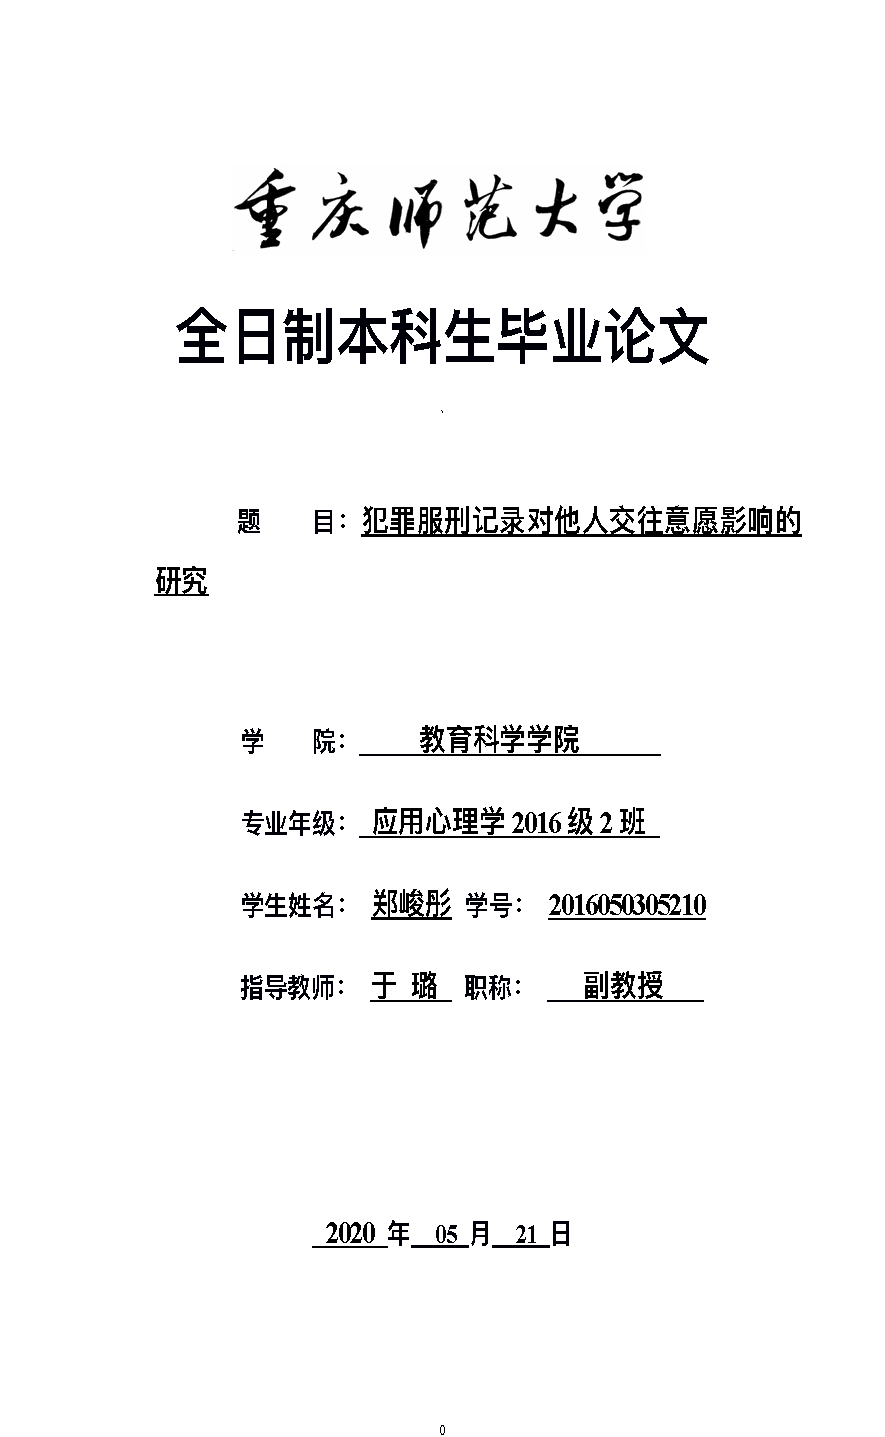 重庆师范大学
全日制本科生毕业论文
、
题 目：犯罪服刑记录对他人交往意愿影响的
研究
学 院： 教育科学学院
专业年级： 应用心理学 2016 级 2 班
学生姓名： 郑峻彤 学号： 2016050305210
指导教师： 于 璐 职称： 副教授
2020 年 05 月 21 日
0